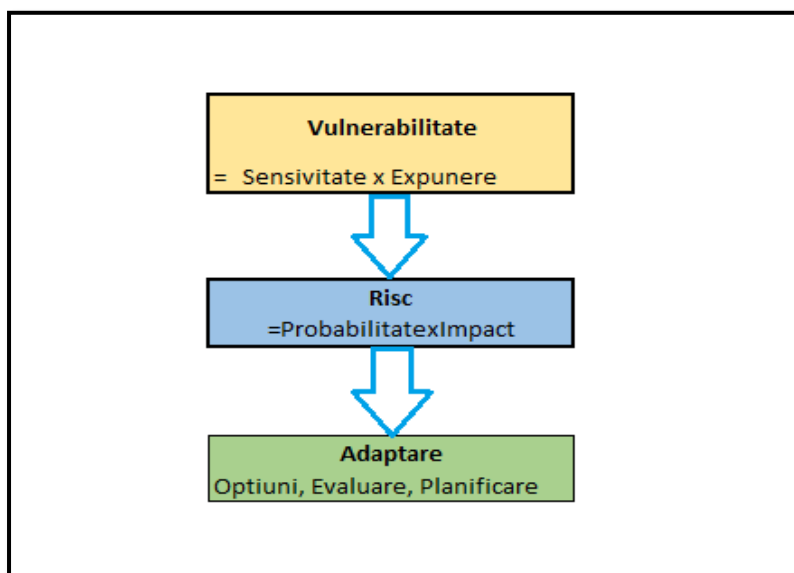 Vulnerabilitate
= Sensivitate x Expunere
Risc
=ProbabilitatexImpact
Adaptare
Optiuni, Evaluare, Planificare